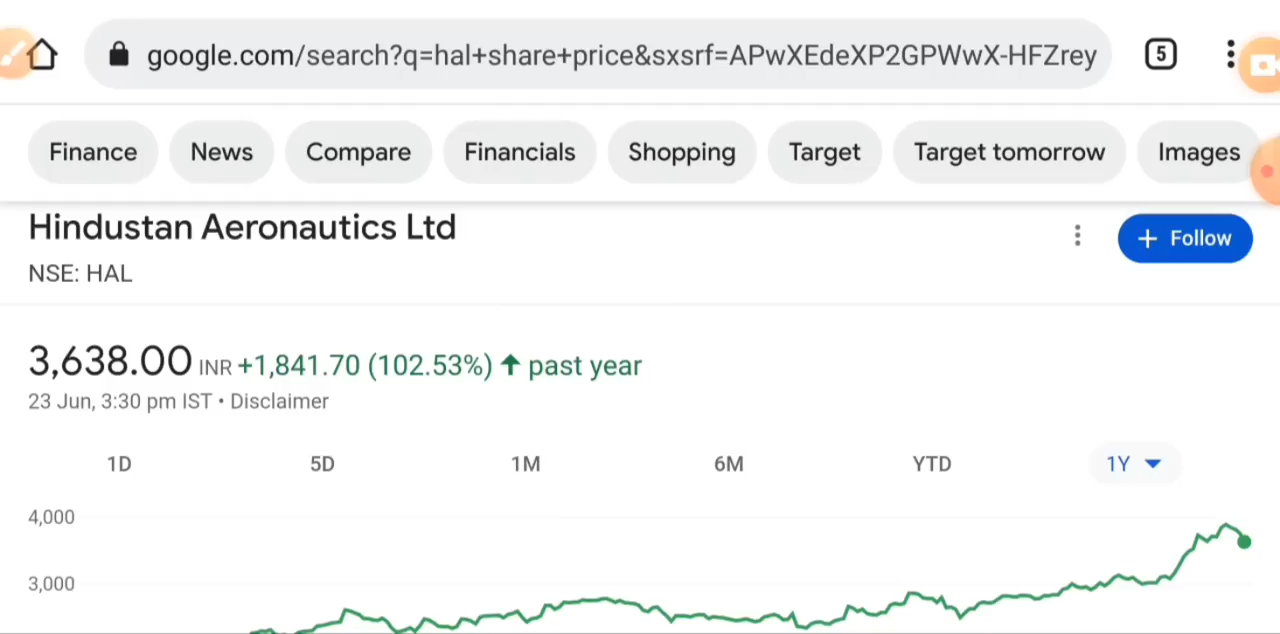 google.com/search?q=hal+share+price&sxsrf=APwXEdeXP2GPWwX-HFZrey
5
Finance News Compare Financials Shopping Target Target tomorrow Images
Hindustan Aeronautics Ltd
+ Follow
NSE: HAL
3,638.00 INR +1,841.70 (102.53%) ↑ past year
23 Jun, 3:30 pm IST • Disclaimer
1D 5D 1M 6M YTD 1Y
4,000
3,000